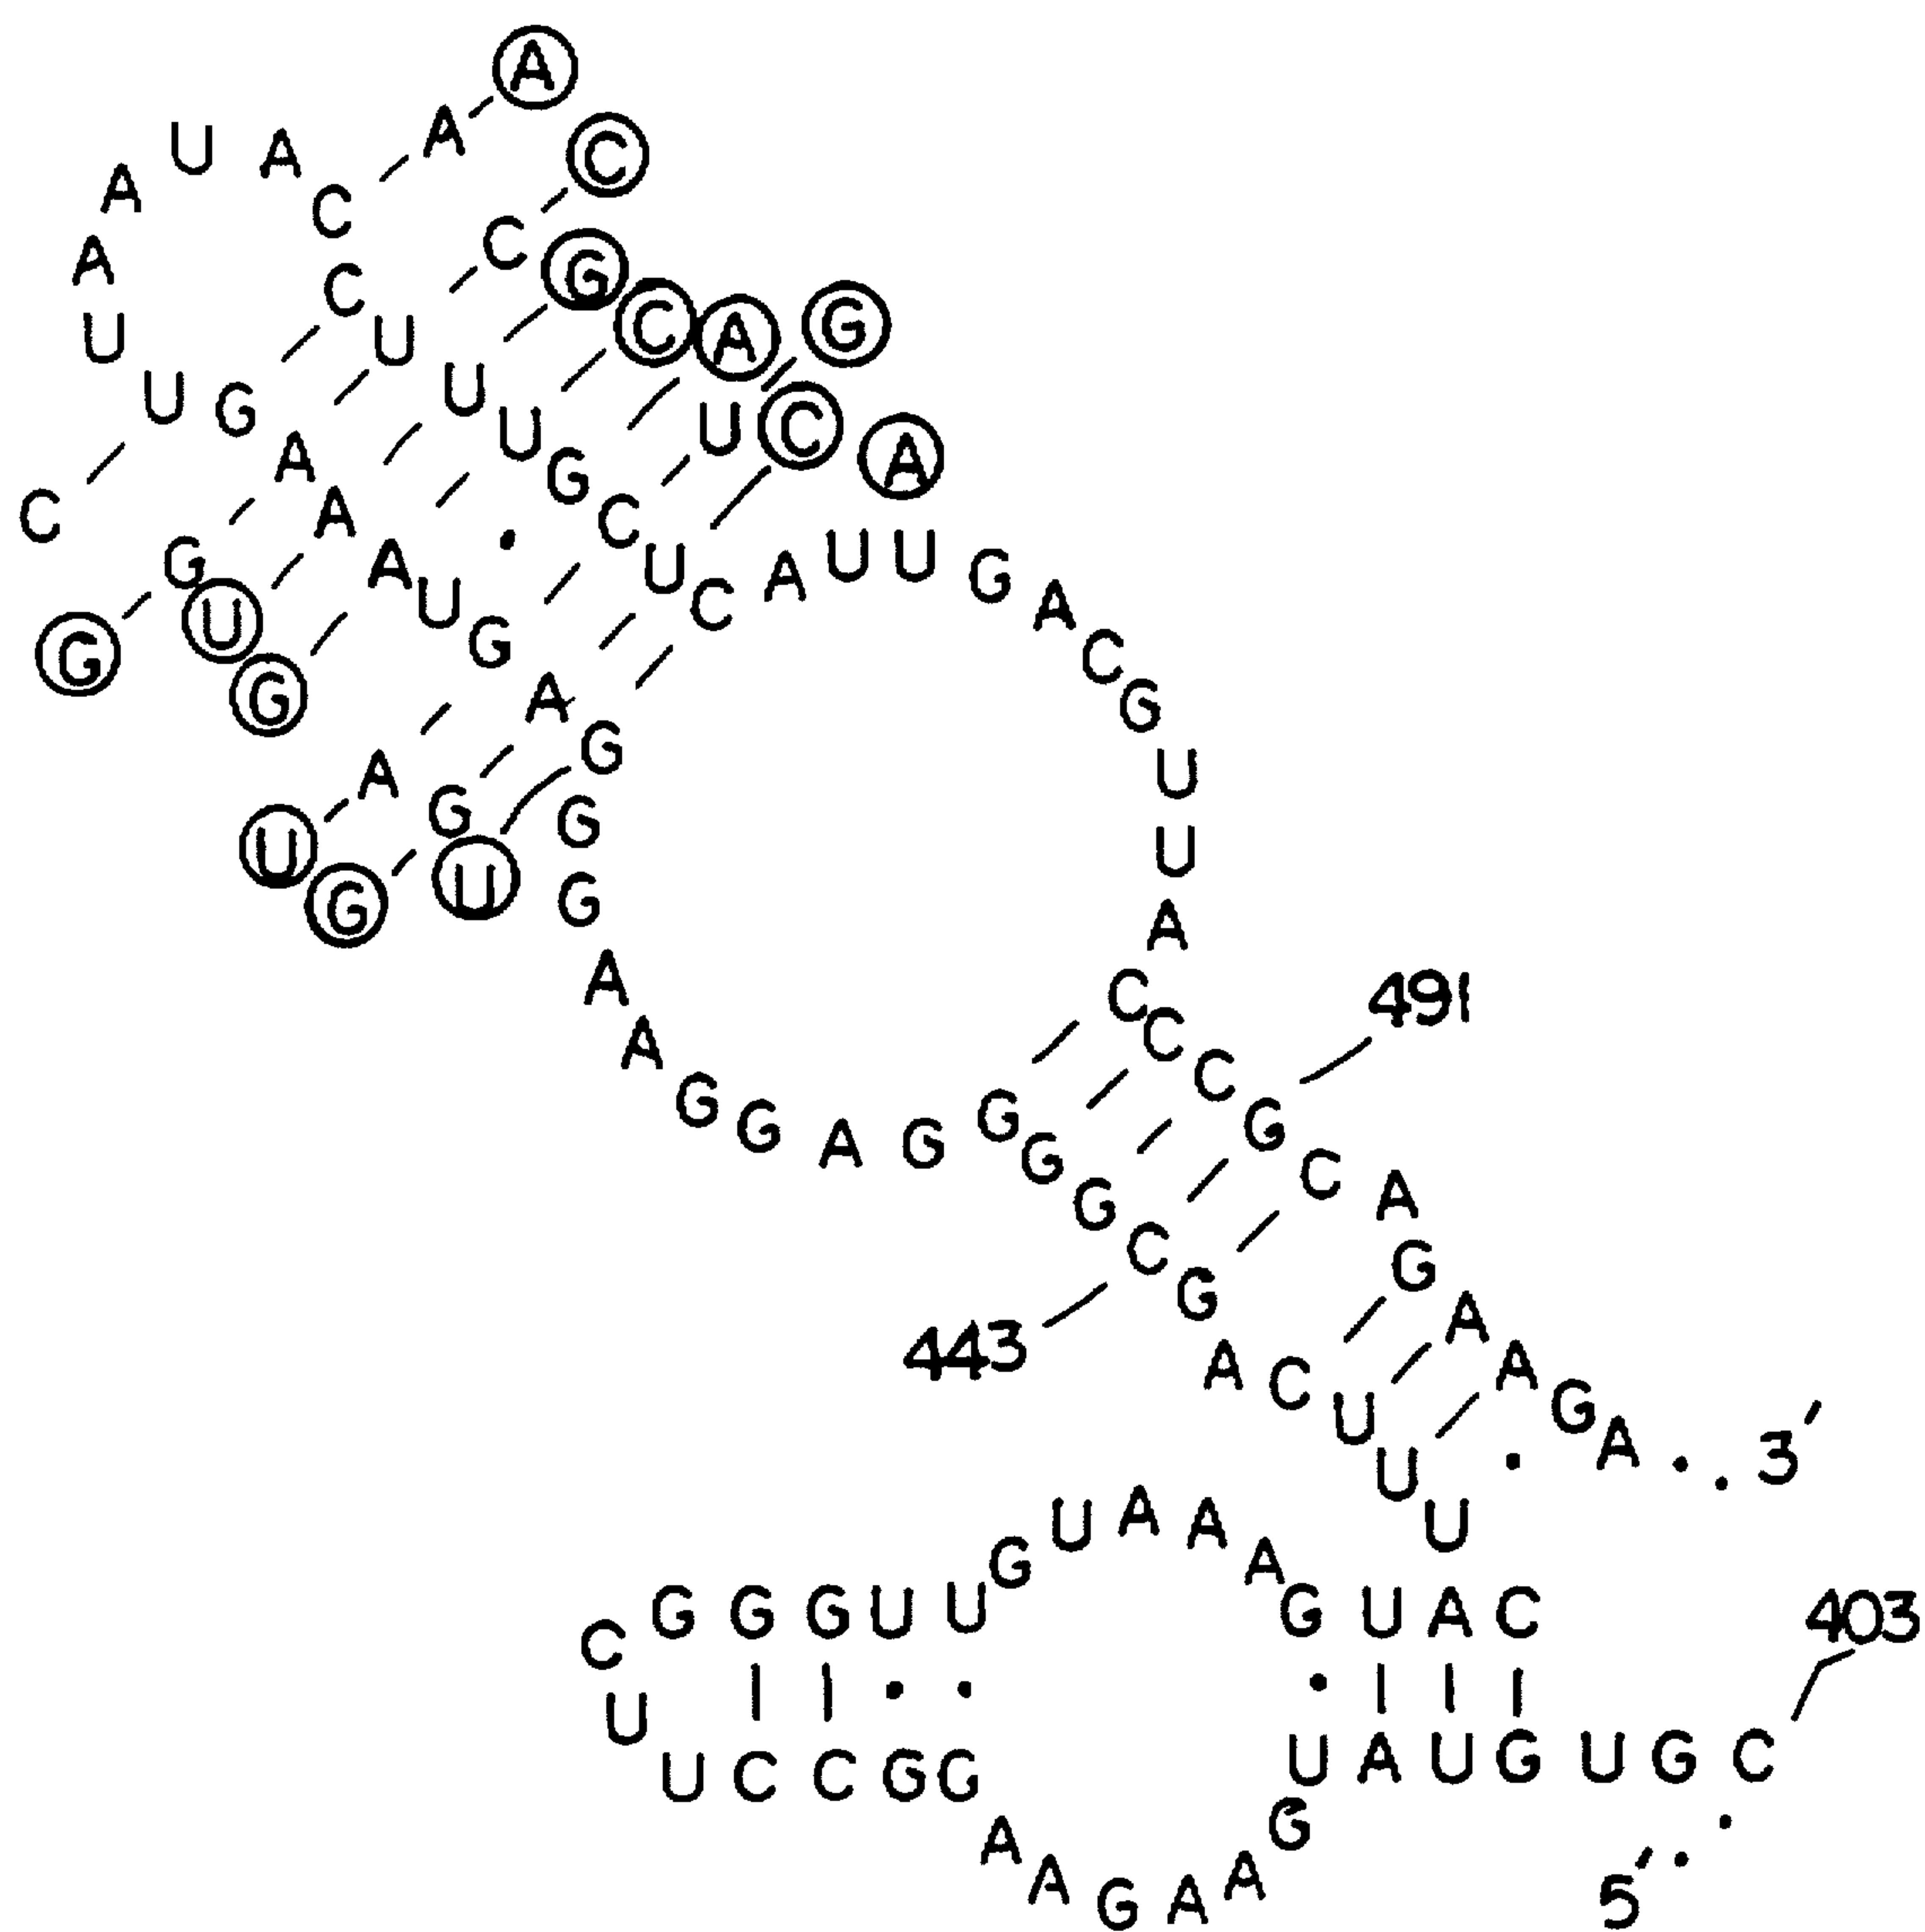 A
A
C
C
G C A G
U C A
C
G
G U G
A
U G
G U
U A A U A C C U U U G C U C A U U G A C G U U A C C C G C A G A A G A . . 3′
491
U G A A A U G A G G G A A G G A G G G G C G A C U U U
443
C G G G U U G U A A A G U A C
403
U U C C G G A A G A A G U A U G U G C
5′ . .